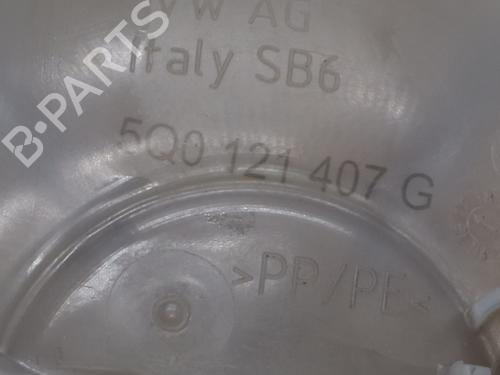 VW AG
Italy SB6
5Q0 121 407 G
>PP/PE<
B-PARTS